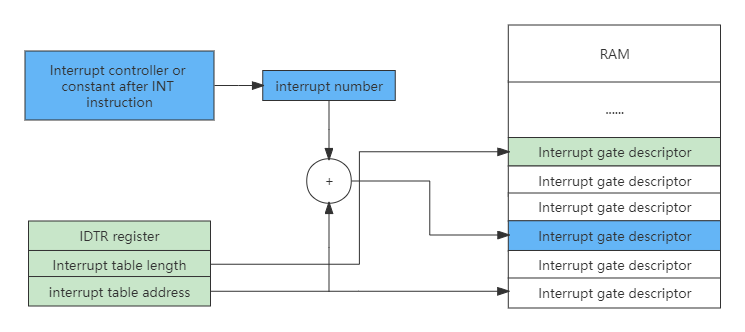 Interrupt controller or
constant after INT
instruction
interrupt number
+
IDTR register
Interrupt table length
interrupt table address
RAM
......
Interrupt gate descriptor
Interrupt gate descriptor
Interrupt gate descriptor
Interrupt gate descriptor
Interrupt gate descriptor
Interrupt gate descriptor